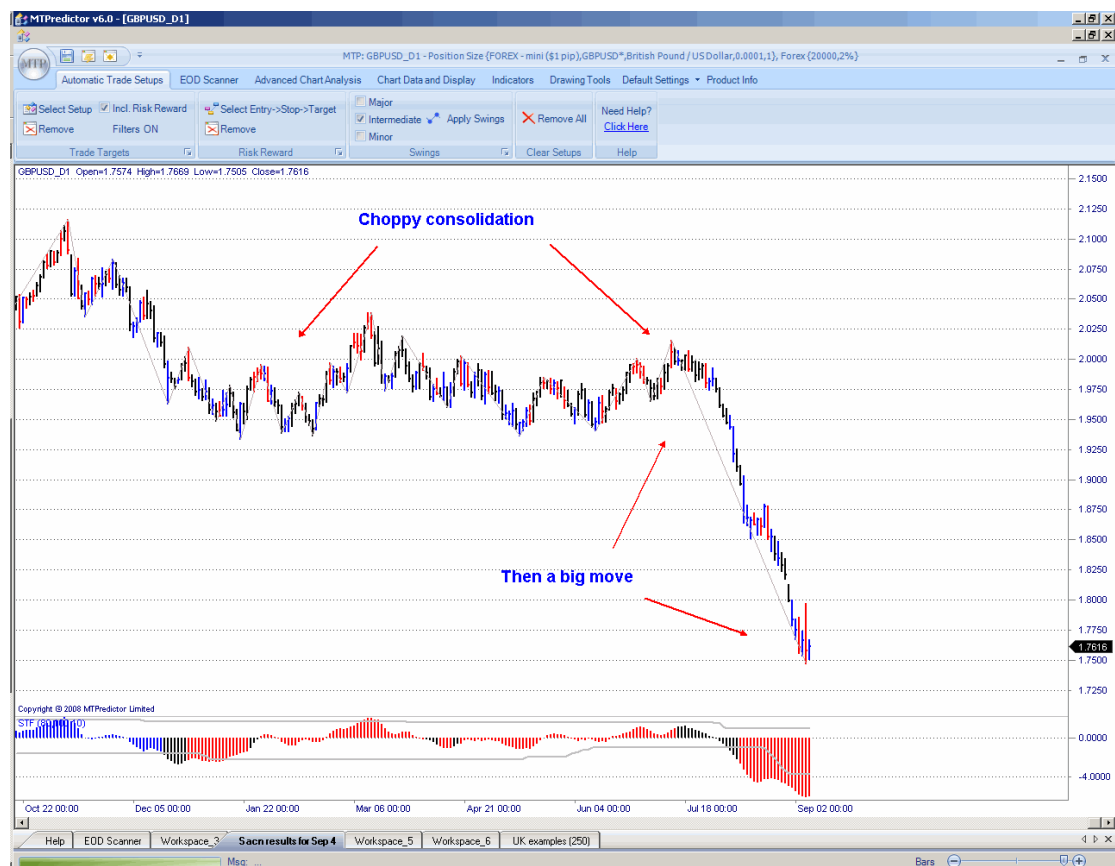 MTPredictor v6.0 - [GBPUSD_D1]
MTP
MTP: GBPUSD_D1 - Position Size {FOREX - mini ($1 pip),GBPUSD*,British Pound / US Dollar,0.0001,1}, Forex {20000,2%}
Automatic Trade Setups EOD Scanner Advanced Chart Analysis Chart Data and Display Indicators Drawing Tools Default Settings Product Info
Select Setup Incl. Risk Reward Select Entry->Stop->Target Major Need Help?
Intermediate Apply Swings Remove All
Remove Filters ON Remove Minor Click Here
Trade Targets Risk Reward Swings Clear Setups Help
GBPUSD_D1 Open=1.7574 High=1.7669 Low=1.7505 Close=1.7616
2.1500
2.1250
Choppy consolidation
2.1000
2.0750
2.0500
2.0250
2.0000
1.9750
1.9500
1.9250
1.9000
1.8750
1.8500
1.8250
Then a big move
1.8000
1.7750
1.7616
1.7500
1.7250
Copyright © 2008 MTPredictor Limited
0.0000
-4.0000
Oct 22 00:00 Dec 05 00:00 Jan 22 00:00 Mar 06 00:00 Apr 21 00:00 Jun 04 00:00 Jul 18 00:00 Sep 02 00:00
Help EOD Scanner Workspace_3 Sacn results for Sep 4 Workspace_5 Workspace_6 UK examples (250)
Msg: ... Bars